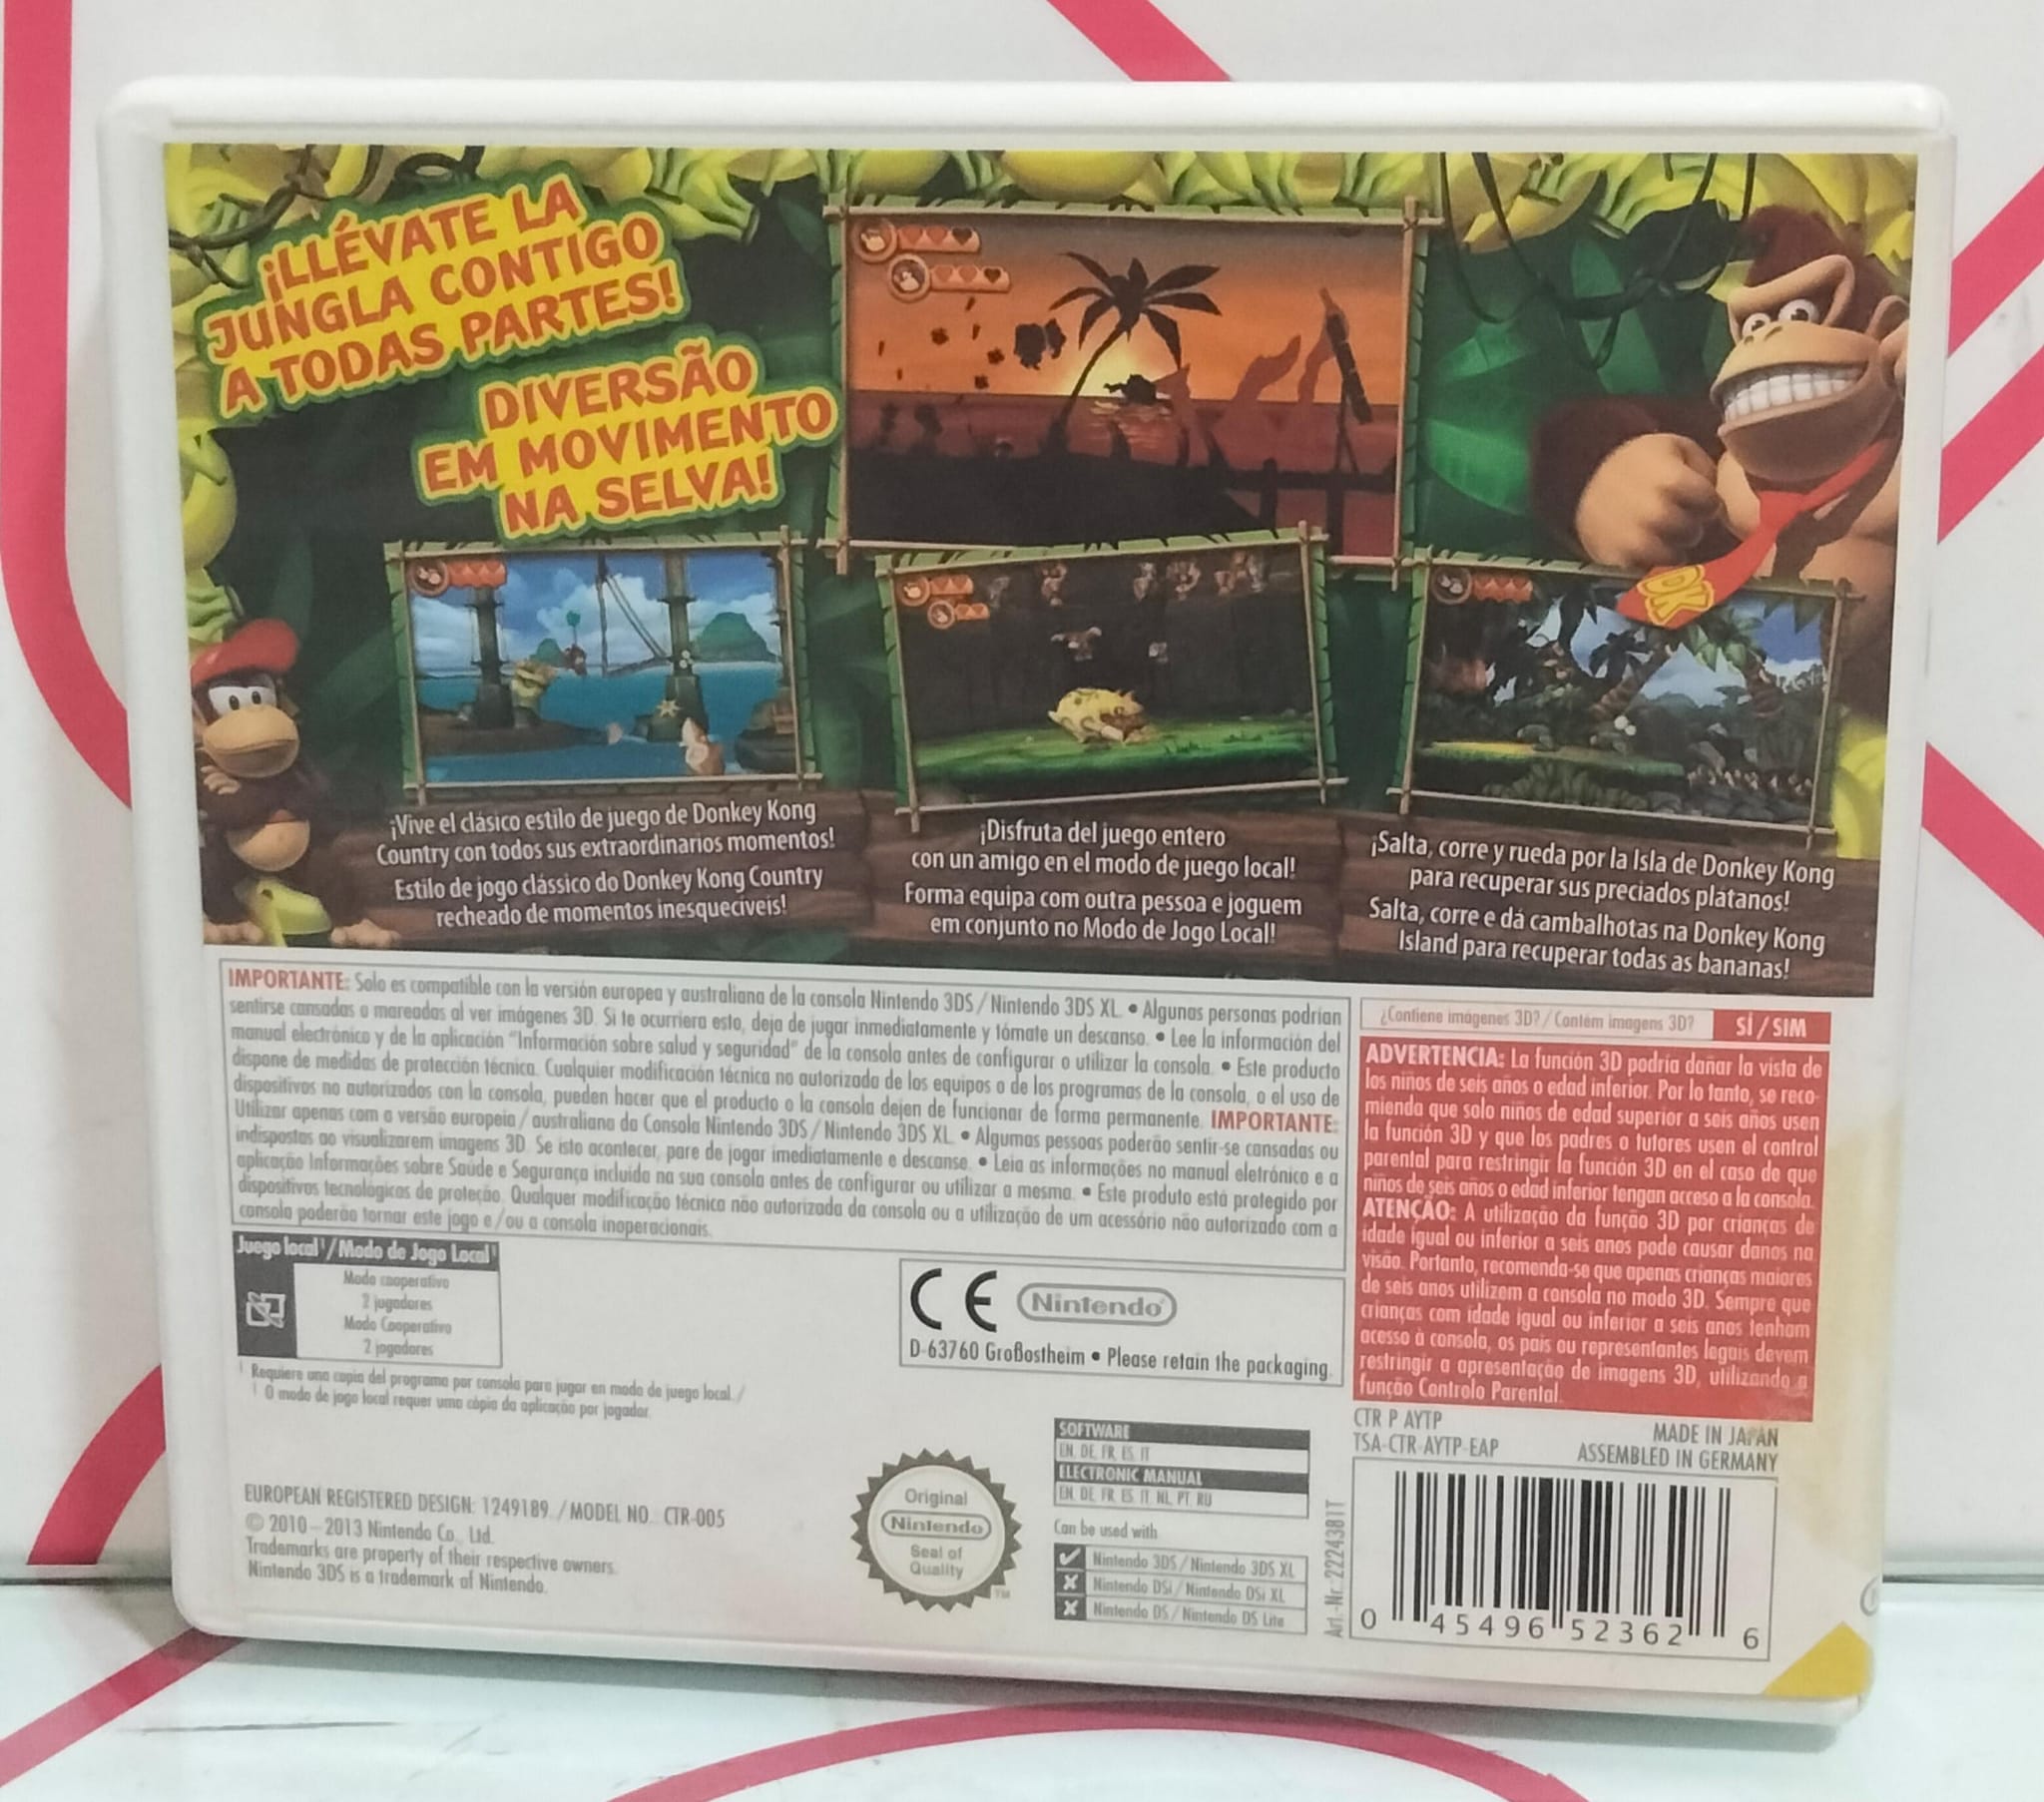 ¡LLÉVATE LA
JUNGLA CONTIGO
A TODAS PARTES!
DIVERSÃO
EM MOVIMENTO
NA SELVA!
DK
¡Vive el clásico estilo de juego de Donkey Kong
Country con todos sus extraordinarios momentos!
Estilo de jogo clássico do Donkey Kong Country
recheado de momentos inesquecíveis!
¡Disfruta del juego entero
con un amigo en el modo de juego local!
Forma equipa com outra pessoa e joguem
em conjunto no Modo de Jogo Local!
¡Salta, corre y rueda por la Isla de Donkey Kong
para recuperar sus preciados plátanos!
Salta, corre e dá cambalhotas na Donkey Kong
Island para recuperar todas as bananas!
IMPORTANTE: Solo es compatible con la versión europea y australiana de la consola Nintendo 3DS / Nintendo 3DS XL. • Algunas personas podrían
sentirse cansadas o mareadas al ver imágenes 3D. Si te ocurriera esto, deja de jugar inmediatamente y tómate un descanso. • Lee la información del
manual electrónico y de la aplicación "Información sobre salud y seguridad" de la consola antes de configurar o utilizar la consola. • Este producto
dispone de medidas de protección técnica. Cualquier modificación técnica no autorizada de los equipos o de los programas de la consola, o el uso de
dispositivos no autorizados con la consola, pueden hacer que el producto o la consola dejen de funcionar de forma permanente. IMPORTANTE:
Utilizar apenas com a versão europeia / australiana da Consola Nintendo 3DS / Nintendo 3DS XL. • Algumas pessoas poderão sentir-se cansadas ou
indispostas ao visualizarem imagens 3D. Se isto acontecer, pare de jogar imediatamente e descanse. • Leia as informações no manual eletrónico e a
aplicação Informações sobre Saúde e Segurança incluída na sua consola antes de configurar ou utilizar a mesma. • Este produto está protegido por
dispositivos tecnológicos de proteção. Qualquer modificação técnica não autorizada da consola ou a utilização de um acessório não autorizado com a
consola poderão tornar este jogo e/ou a consola inoperacionais.
¿Contiene imágenes 3D? / Contém imagens 3D? SÍ / SIM
ADVERTENCIA: La función 3D podría dañar la vista de
los niños de seis años o edad inferior. Por lo tanto, se reco-
mienda que solo niños de edad superior a seis años usen
la función 3D y que los padres o tutores usen el control
parental para restringir la función 3D en el caso de que
niños de seis años o edad inferior tengan acceso a la consola.
ATENÇÃO: A utilização da função 3D por crianças de
idade igual ou inferior a seis anos pode causar danos na
visão. Portanto, recomenda-se que apenas crianças maiores
de seis anos utilizem a consola no modo 3D. Sempre que
crianças com idade igual ou inferior a seis anos tenham
acesso à consola, os pais ou representantes legais devem
restringir a apresentação de imagens 3D, utilizando a
função Controlo Parental.
Juego local¹/Modo de Jogo Local¹
Modo cooperativo
2 jugadores
Modo Cooperativo
2 jogadores
¹ Requiere una copia del programa por consola para jugar en modo de juego local. /
¹ O modo de jogo local requer uma cópia da aplicação por jogador.
CE Nintendo®
D-63760 Großostheim • Please retain the packaging.
CTR P AYTP
TSA-CTR-AYTP-EAP
MADE IN JAPAN
ASSEMBLED IN GERMANY
EUROPEAN REGISTERED DESIGN: 1249189. / MODEL NO.: CTR-005
© 2010–2013 Nintendo Co., Ltd.
Trademarks are property of their respective owners.
Nintendo 3DS is a trademark of Nintendo.
Original
Nintendo
Seal of
Quality
™
SOFTWARE
EN, DE, FR, ES, IT
ELECTRONIC MANUAL
EN, DE, FR, ES, IT, NL, PT, RU
Can be used with
Nintendo 3DS / Nintendo 3DS XL
Nintendo DSi / Nintendo DSi XL
Nintendo DS / Nintendo DS Lite
Art.-Nr. 2224381T
0 45496 52362 6